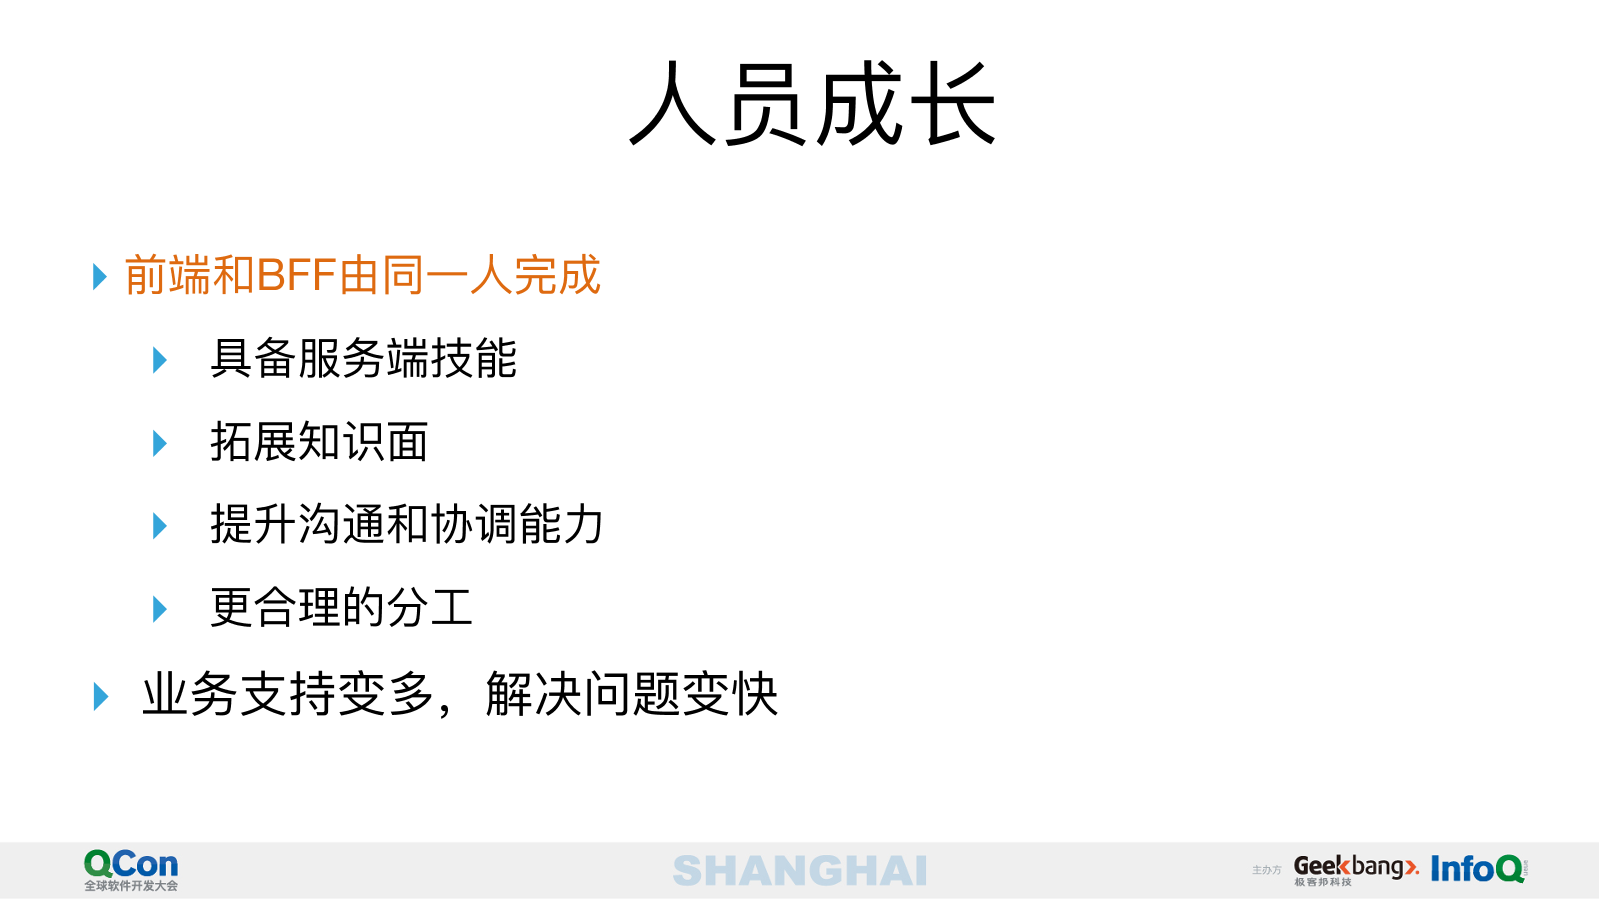 人员成长
前端和BFF由同一人完成
具备服务端技能
拓展知识面
提升沟通和协调能力
更合理的分工
业务支持变多，解决问题变快
QCon
全球软件开发大会
SHANGHAI
主办方
Geekbang>.
极客邦科技
InfoQ